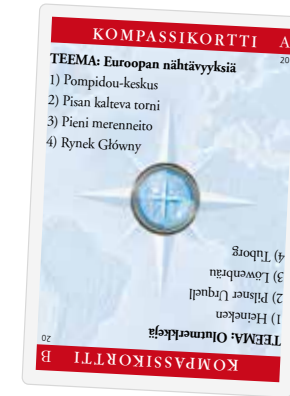 KOMPASSIKORTTI A
20
TEEMA: Euroopan nähtävyyksiä
1) Pompidou-keskus
2) Pisan kalteva torni
3) Pieni merenneito
4) Rynek Główny
KOMPASSIKORTTI B
20
TEEMA: Olutmerkkejä
1) Heineken
2) Pilsner Urquell
3) Löwenbräu
4) Tuborg